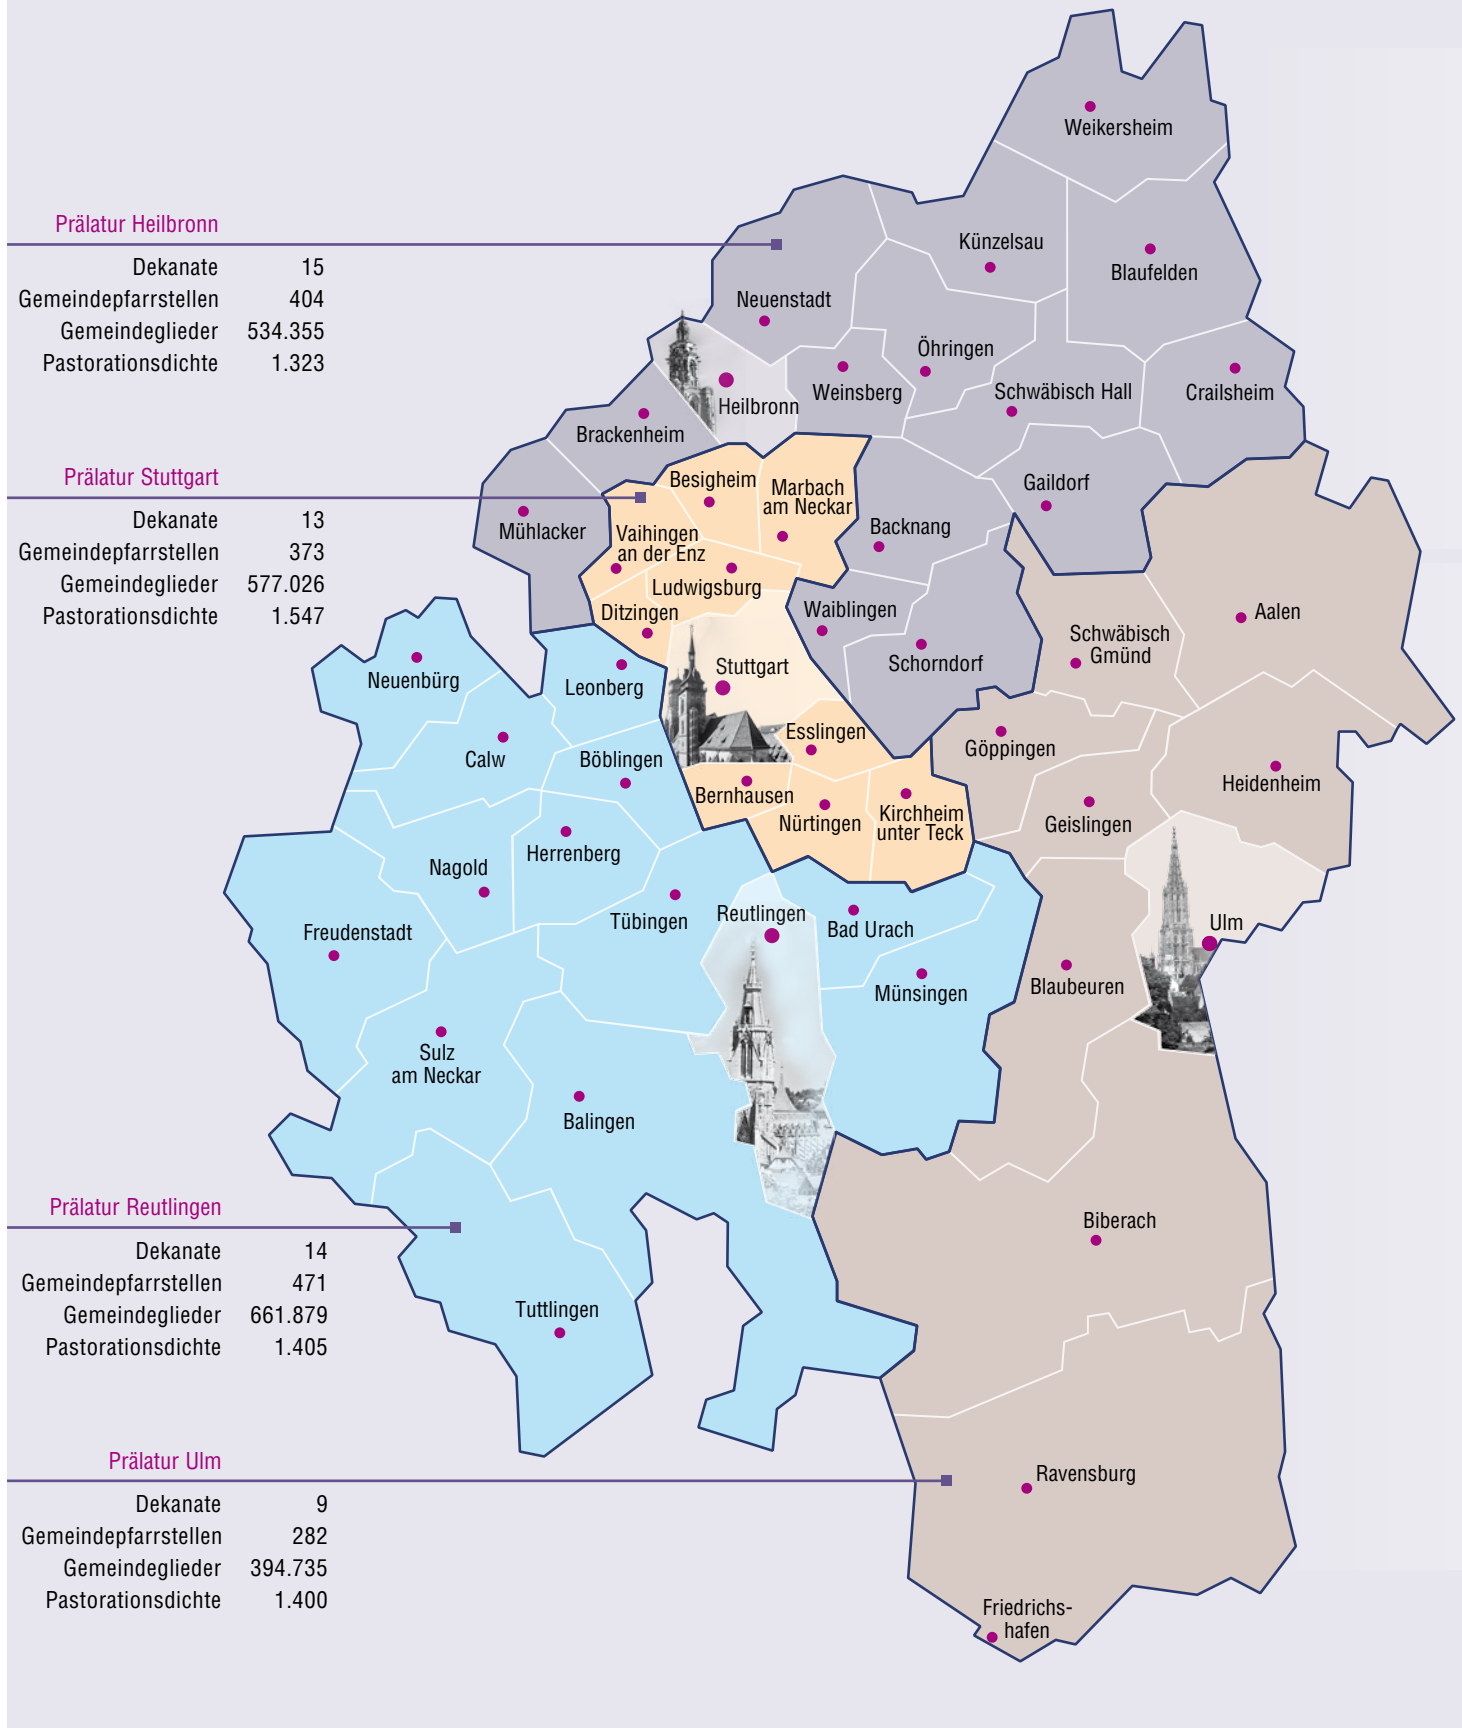 Prälatur Heilbronn
Dekanate 15
Gemeindepfarrstellen 404
Gemeindeglieder 534.355
Pastorationsdichte 1.323
Prälatur Stuttgart
Dekanate 13
Gemeindepfarrstellen 373
Gemeindeglieder 577.026
Pastorationsdichte 1.547
Prälatur Reutlingen
Dekanate 14
Gemeindepfarrstellen 471
Gemeindeglieder 661.879
Pastorationsdichte 1.405
Prälatur Ulm
Dekanate 9
Gemeindepfarrstellen 282
Gemeindeglieder 394.735
Pastorationsdichte 1.400
Weikersheim
Künzelsau
Blaufelden
Neuenstadt
Öhringen
Weinsberg
Schwäbisch Hall
Crailsheim
Heilbronn
Brackenheim
Besigheim
Marbach
am Neckar
Gaildorf
Mühlacker
Vaihingen
an der Enz
Backnang
Ludwigsburg
Ditzingen
Waiblingen
Aalen
Schwäbisch
Gmünd
Schorndorf
Stuttgart
Neuenbürg
Leonberg
Esslingen
Göppingen
Calw
Böblingen
Heidenheim
Bernhausen
Nürtingen
Kirchheim
unter Teck
Geislingen
Herrenberg
Nagold
Tübingen
Reutlingen
Bad Urach
Ulm
Freudenstadt
Münsingen
Blaubeuren
Sulz
am Neckar
Balingen
Biberach
Tuttlingen
Ravensburg
Friedrichs-
hafen